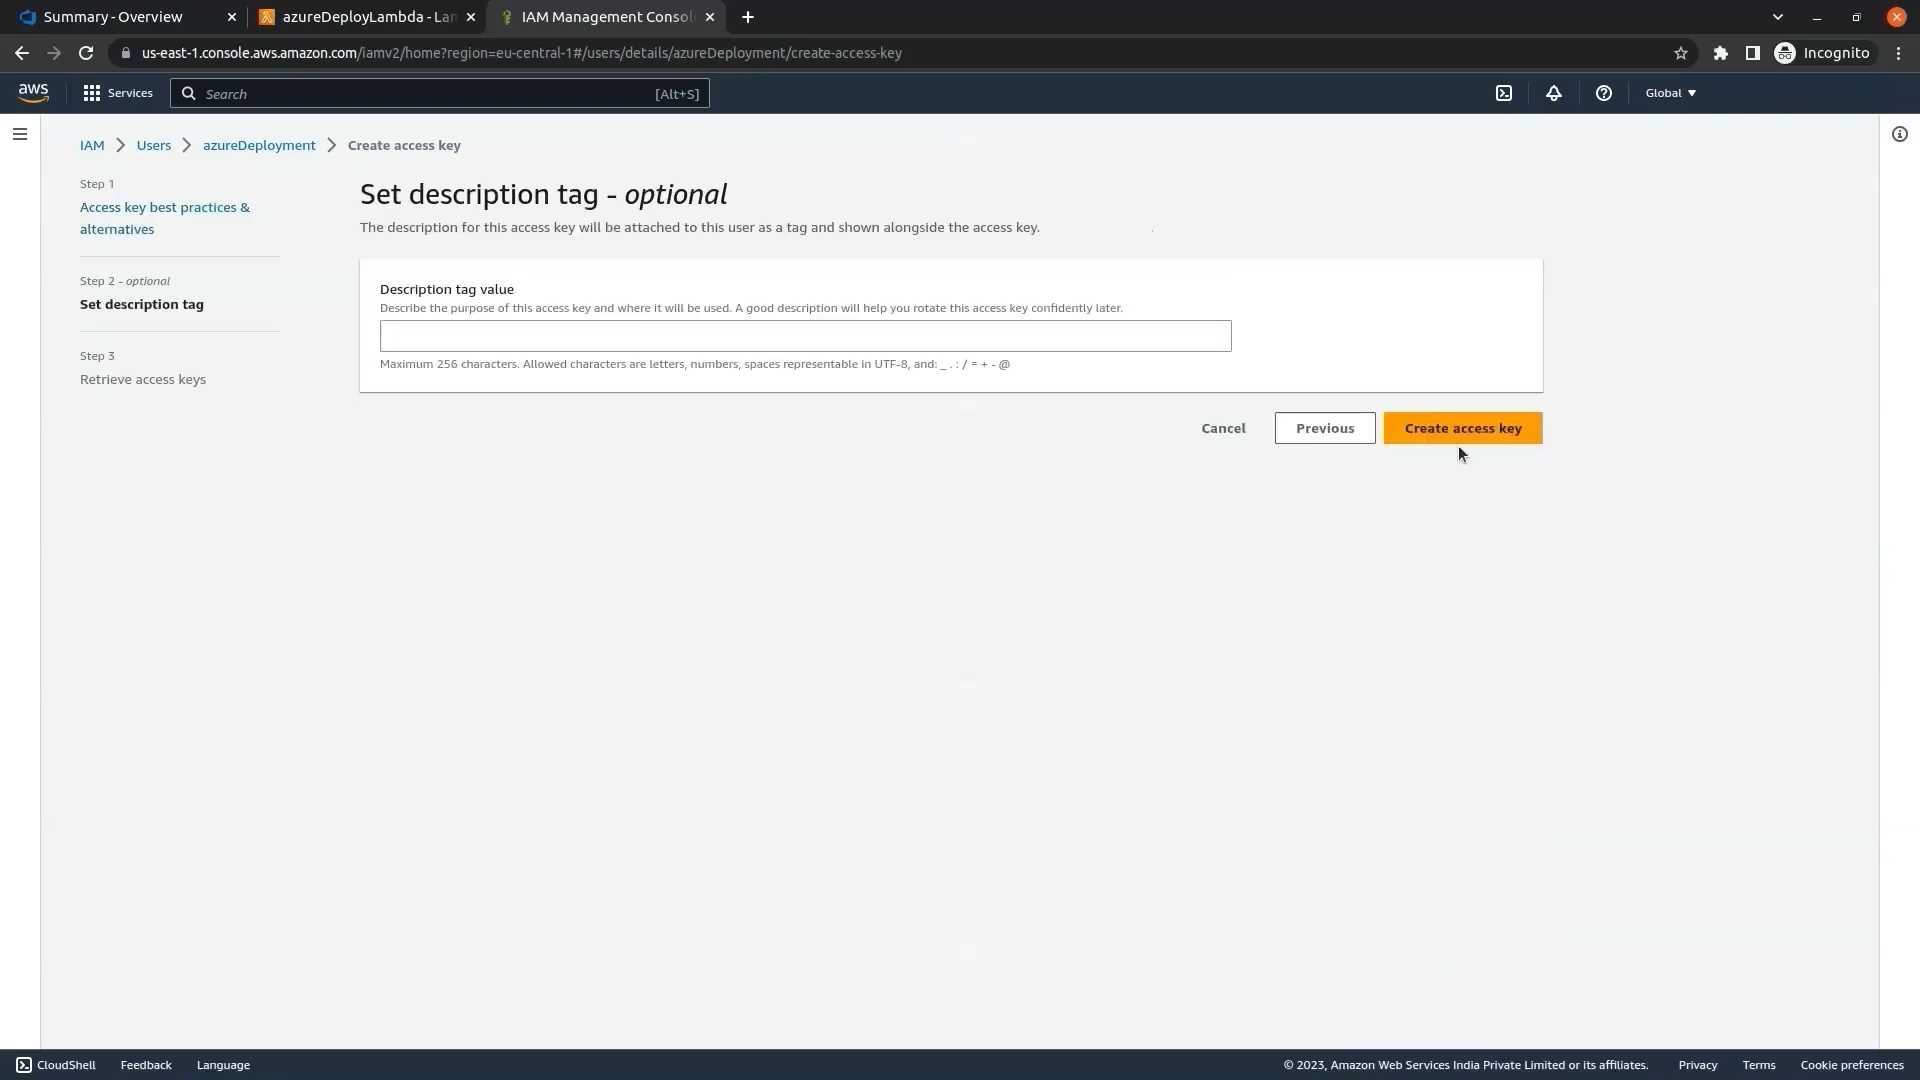 Summary - Overview
azureDeployLambda - Lam
IAM Management Consol
us-east-1.console.aws.amazon.com/iamv2/home?region=eu-central-1#/users/details/azureDeployment/create-access-key
Incognito
aws
Services
Search
[Alt+S]
Global
IAM
Users
azureDeployment
Create access key
Step 1
Access key best practices &
alternatives
Step 2 - optional
Set description tag
Step 3
Retrieve access keys
Set description tag - optional
The description for this access key will be attached to this user as a tag and shown alongside the access key.
Description tag value
Describe the purpose of this access key and where it will be used. A good description will help you rotate this access key confidently later.
Maximum 256 characters. Allowed characters are letters, numbers, spaces representable in UTF-8, and: _ . : / = + - @
Cancel
Previous
Create access key
CloudShell
Feedback
Language
© 2023, Amazon Web Services India Private Limited or its affiliates.
Privacy
Terms
Cookie preferences